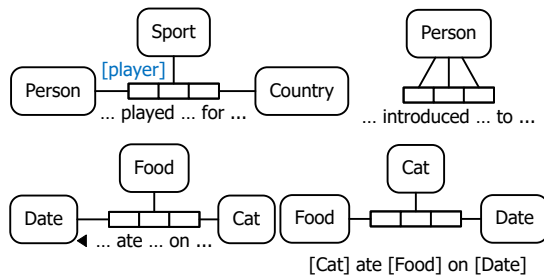 Sport
Person
[player]
Person
Country
... played ... for ...
... introduced ... to ...
Food
Cat
Date
Cat
Food
Date
◀ ... ate ... on ...
[Cat] ate [Food] on [Date]